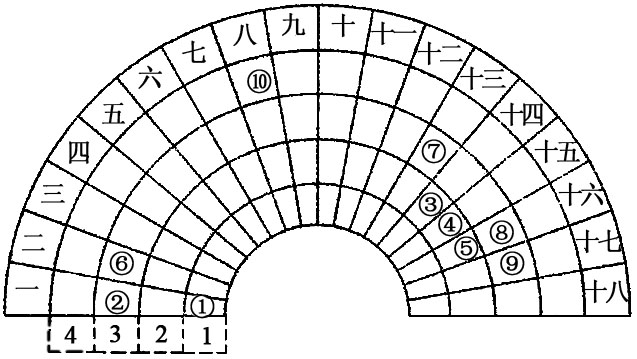 一
二
三
四
五
六
七
八
九
十
十一
十二
十三
十四
十五
十六
十七
十八
⑩
⑦
③
④
⑧
⑤
⑥
⑨
②
①
4 3 2 1